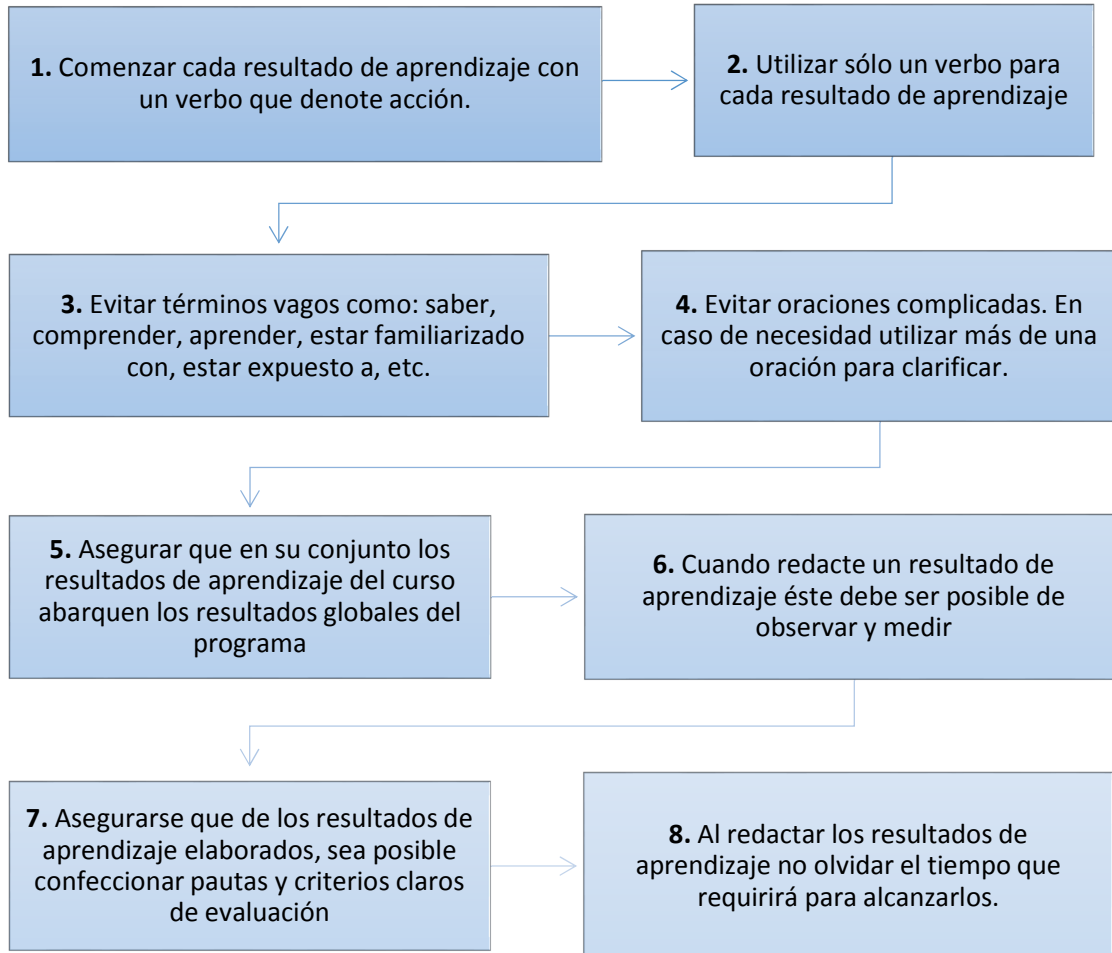 1. Comenzar cada resultado de aprendizaje con
un verbo que denote acción.
2. Utilizar sólo un verbo para
cada resultado de aprendizaje
3. Evitar términos vagos como: saber,
comprender, aprender, estar familiarizado
con, estar expuesto a, etc.
4. Evitar oraciones complicadas. En
caso de necesidad utilizar más de una
oración para clarificar.
5. Asegurar que en su conjunto los
resultados de aprendizaje del curso
abarquen los resultados globales del
programa
6. Cuando redacte un resultado de
aprendizaje éste debe ser posible de
observar y medir
7. Asegurarse que de los resultados de
aprendizaje elaborados, sea posible
confeccionar pautas y criterios claros
de evaluación
8. Al redactar los resultados de
aprendizaje no olvidar el tiempo que
requirirá para alcanzarlos.